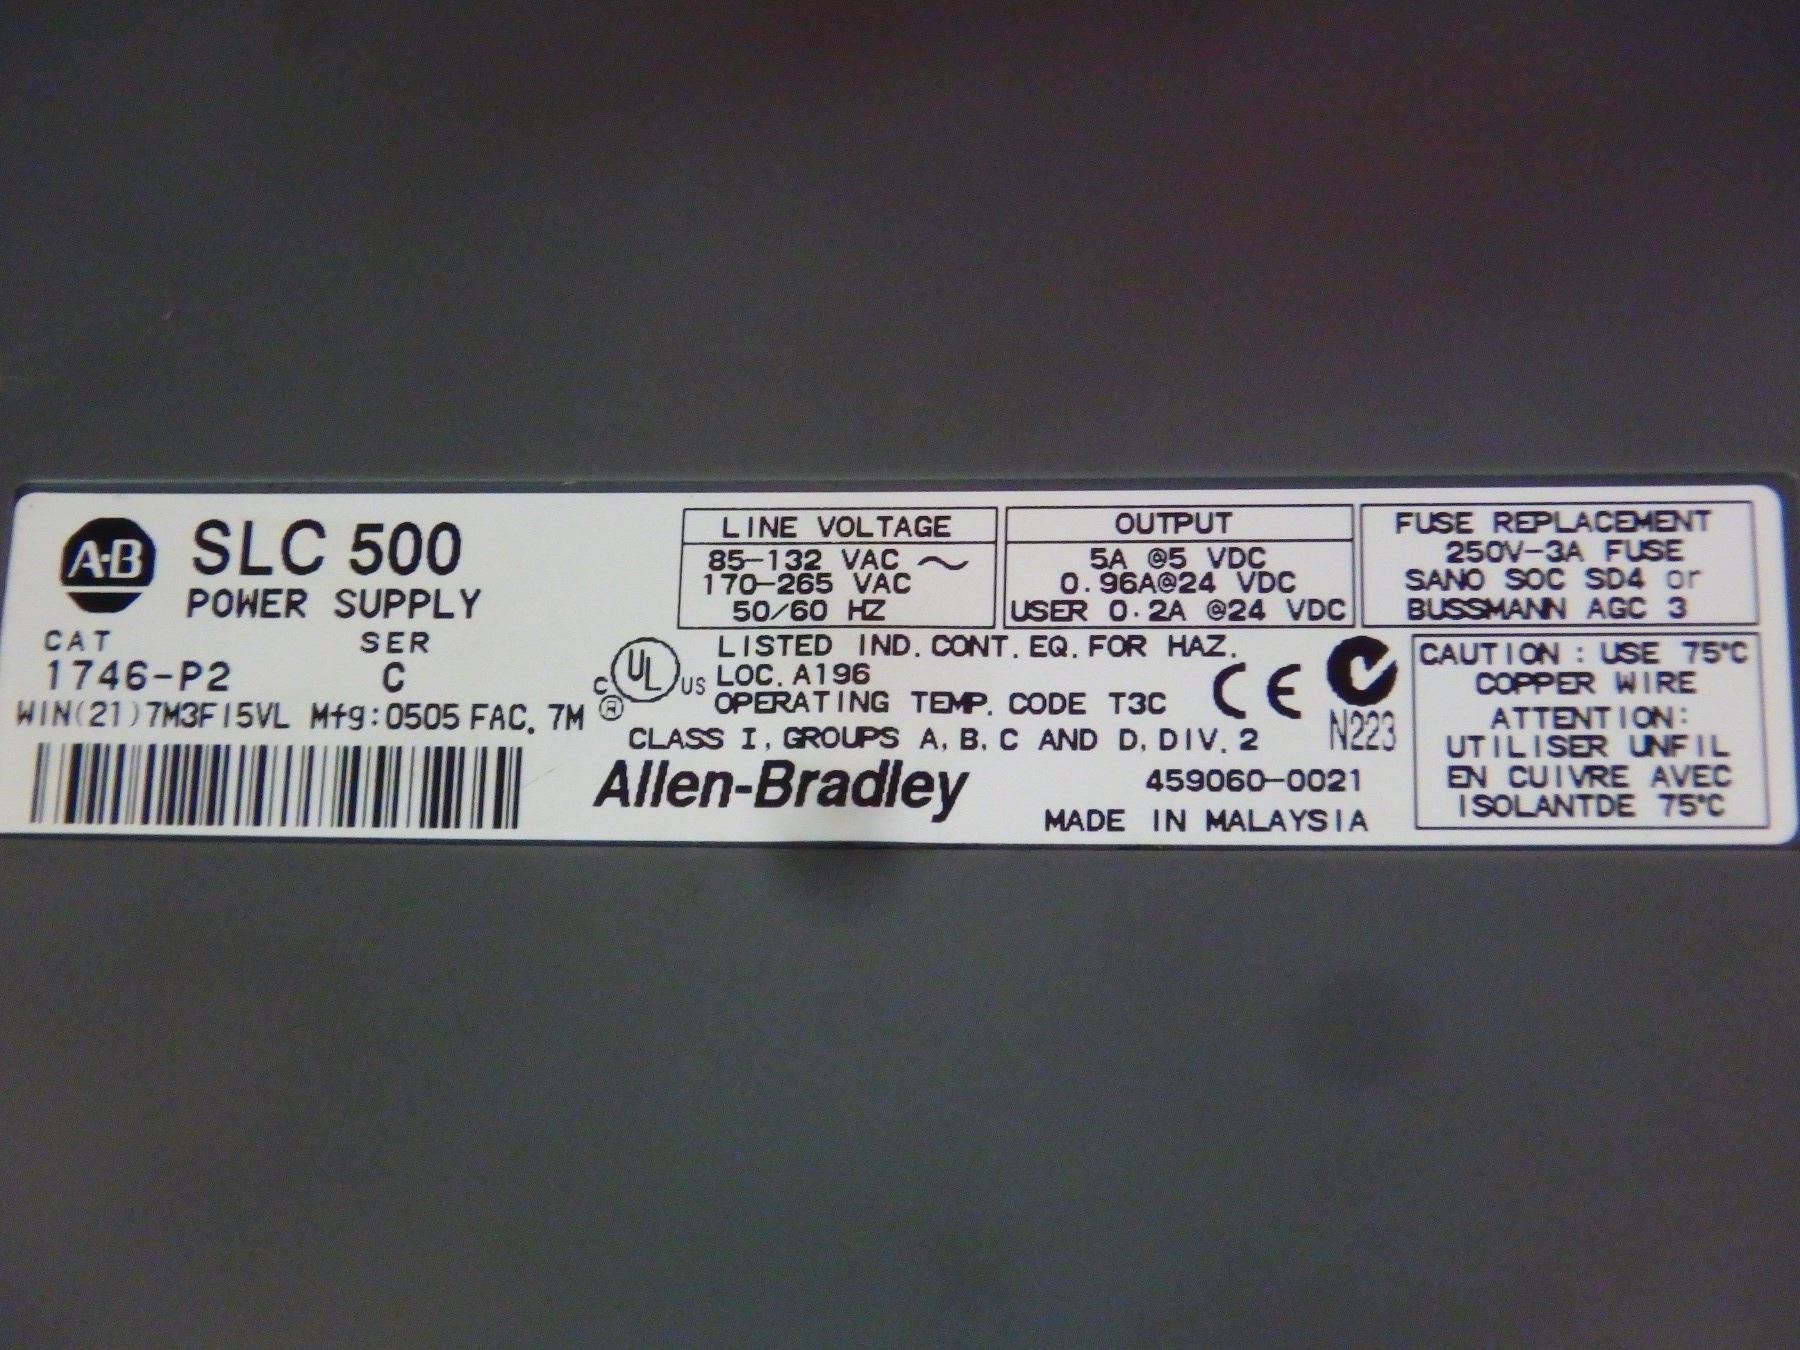 A·B
SLC 500
POWER SUPPLY
CAT SER
1746-P2 C
WIN(21)7M3FI5VL Mfg:0505 FAC. 7M
LINE VOLTAGE
85-132 VAC ~
170-265 VAC
50/60 HZ
OUTPUT
5A @5 VDC
0.96A@24 VDC
USER 0.2A @24 VDC
FUSE REPLACEMENT
250V-3A FUSE
SANO SOC SD4 or
BUSSMANN AGC 3
C UL US ®
LISTED IND. CONT. EQ. FOR HAZ.
LOC. A196
OPERATING TEMP. CODE T3C
CLASS I, GROUPS A, B, C AND D, DIV. 2
CE
N223
Allen-Bradley
459060-0021
MADE IN MALAYSIA
CAUTION : USE 75°C
COPPER WIRE
ATTENTION:
UTILISER UNFIL
EN CUIVRE AVEC
ISOLANTDE 75°C